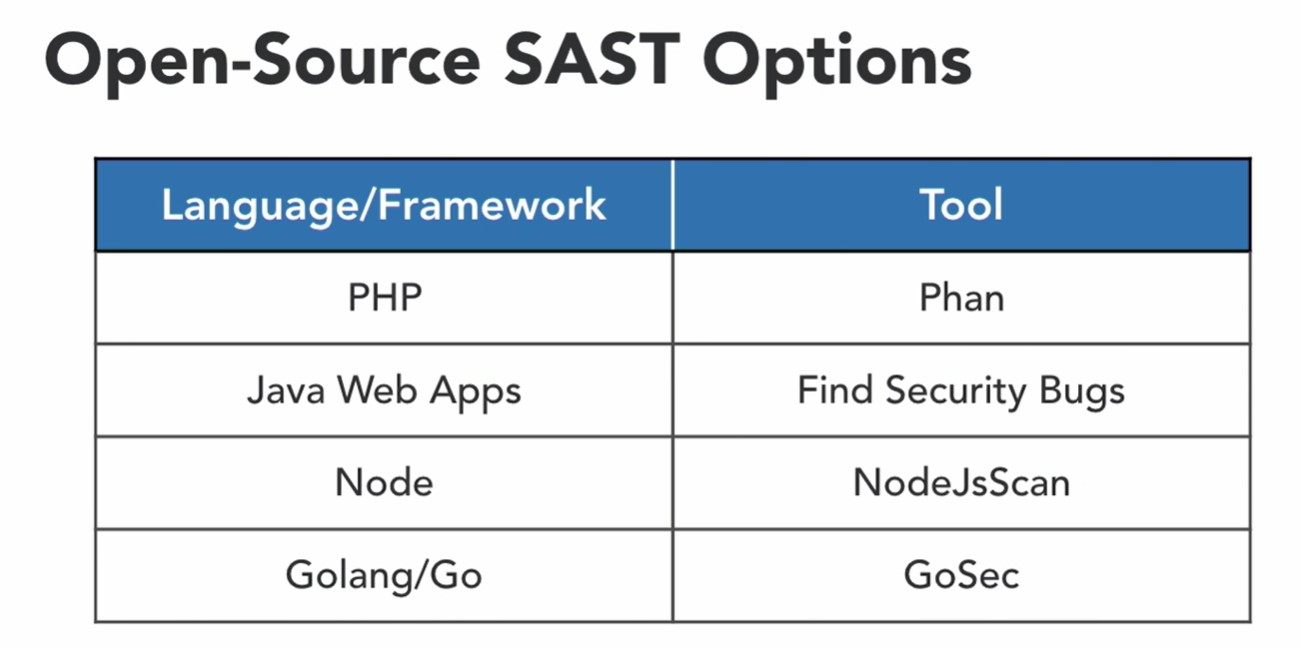 Open-Source SAST Options
Language/Framework Tool
PHP Phan
Java Web Apps Find Security Bugs
Node NodeJsScan
Golang/Go GoSec